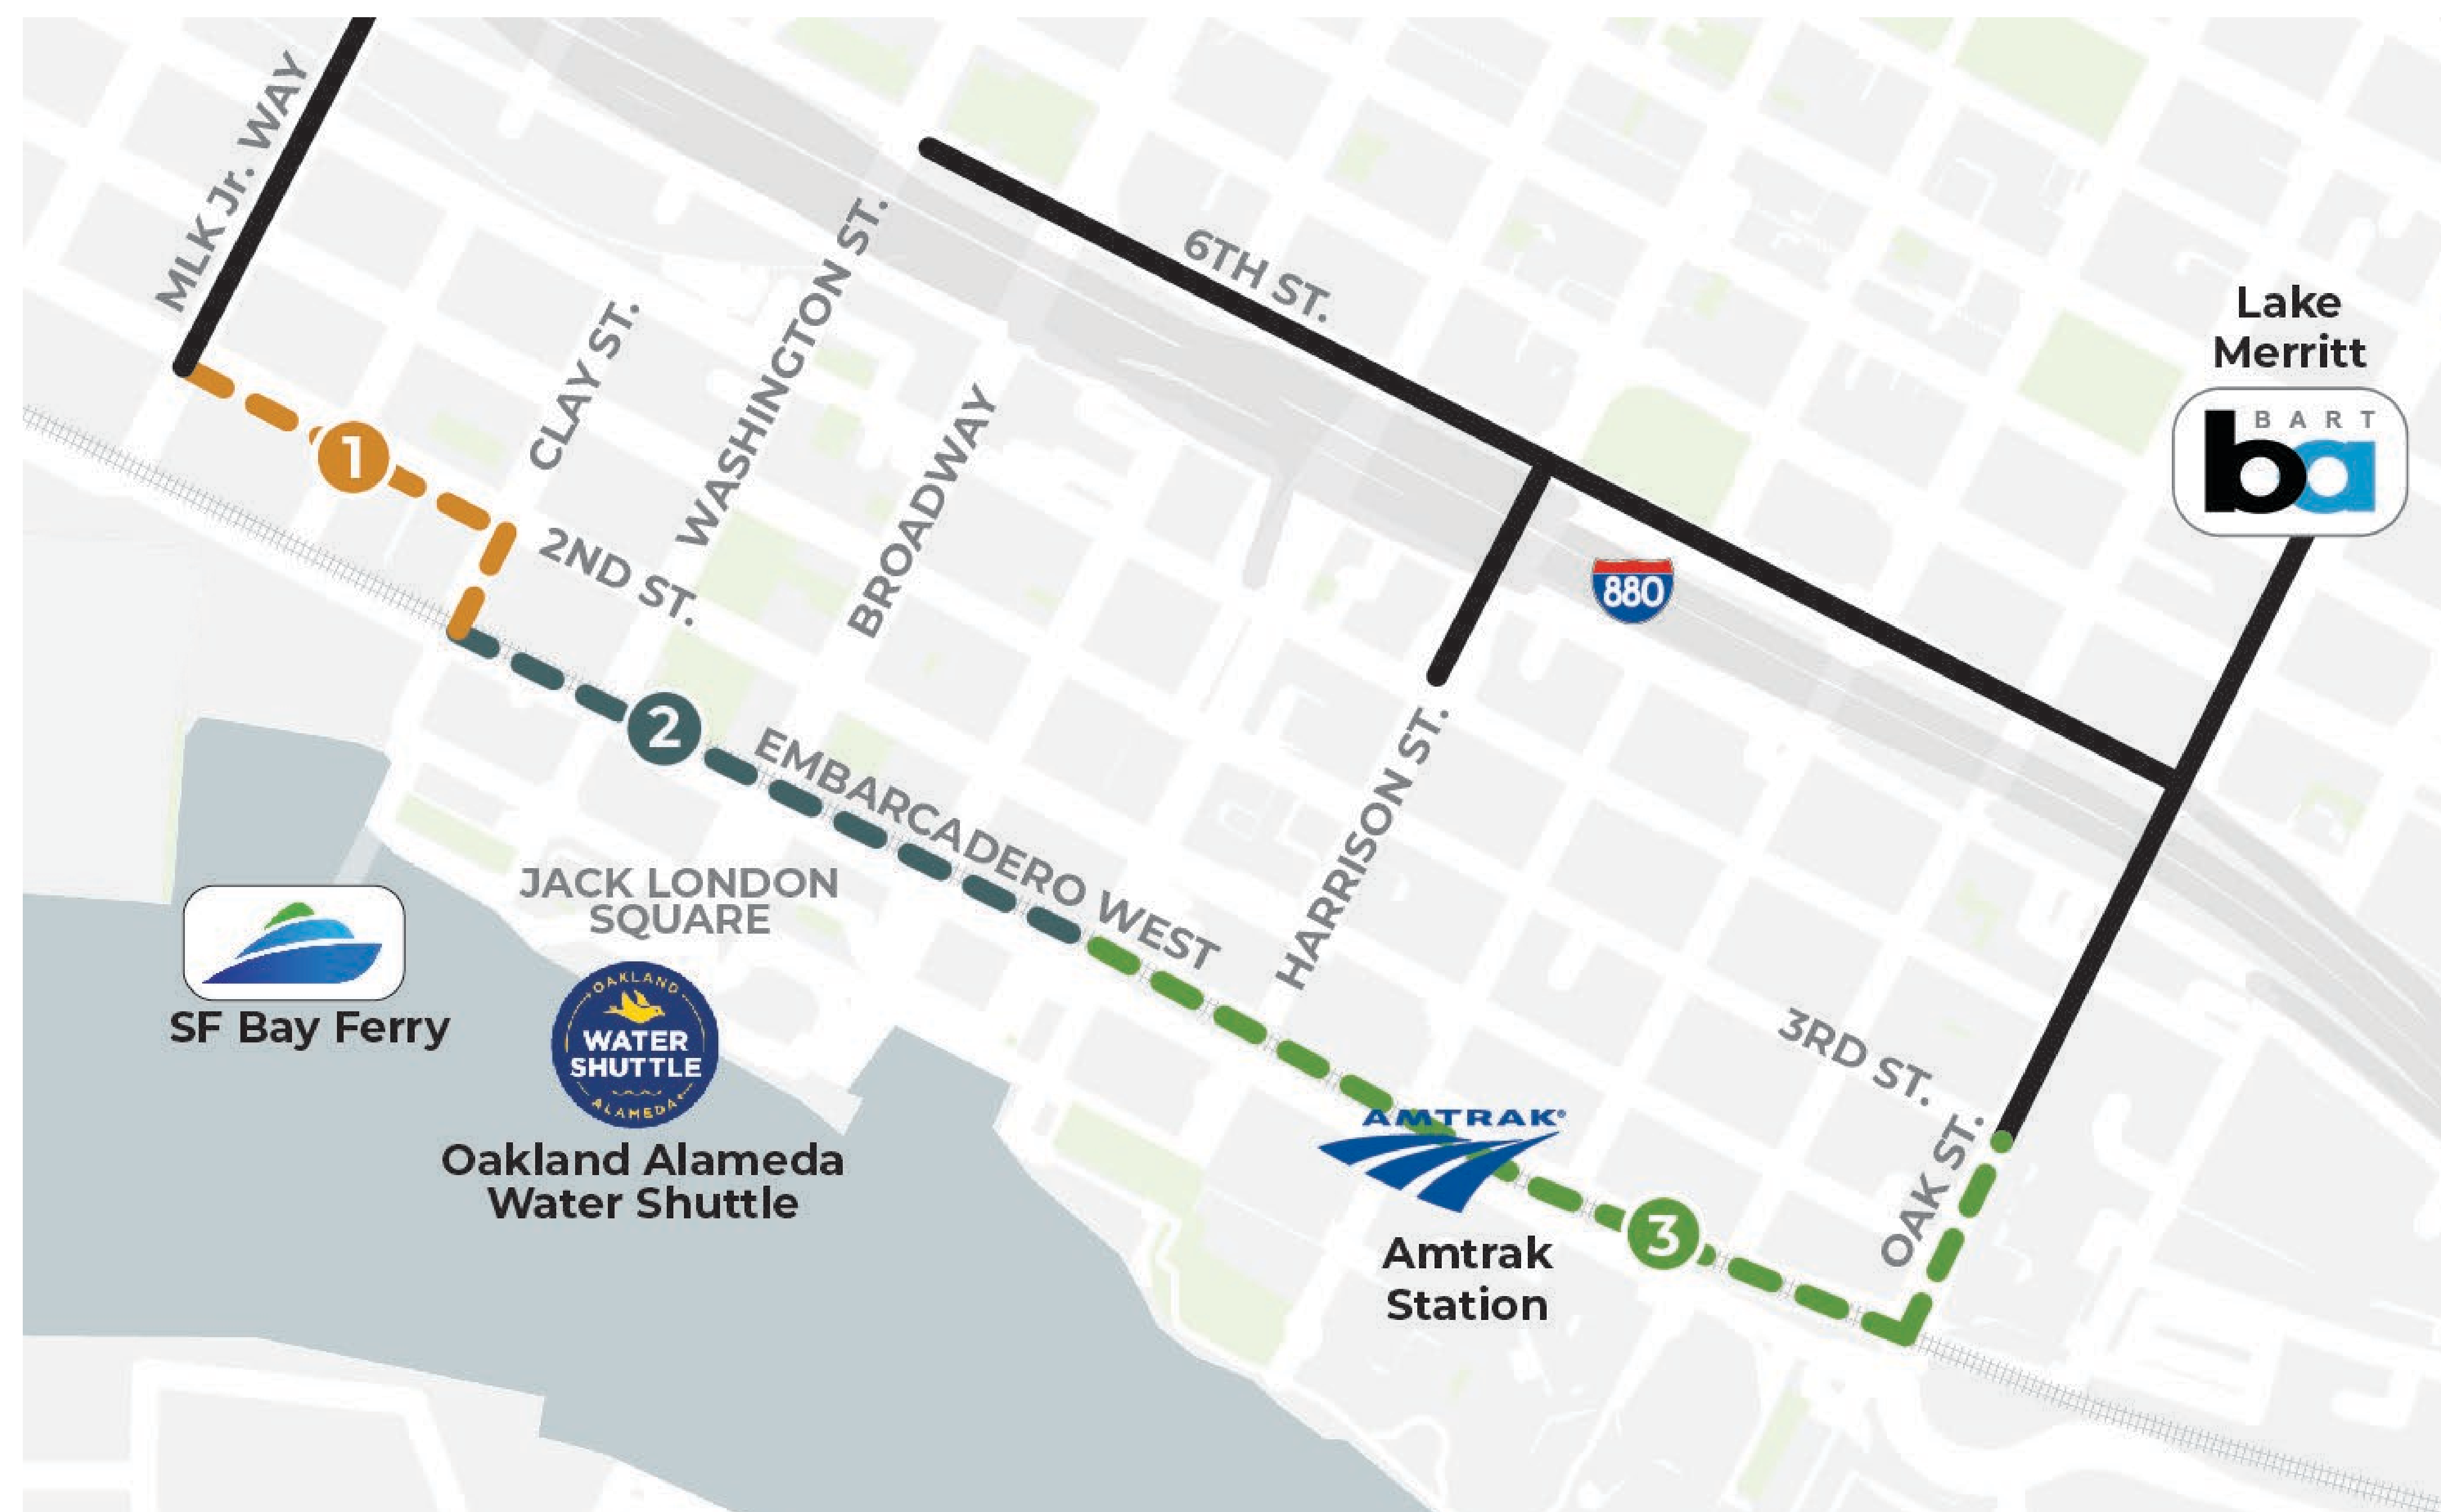 MLK Jr. WAY
CLAY ST.
WASHINGTON ST.
BROADWAY
6TH ST.
Lake
Merritt
BART
ba
1
2ND ST.
880
2
EMBARCADERO WEST
HARRISON ST.
JACK LONDON
SQUARE
SF Bay Ferry
OAKLAND
WATER
SHUTTLE
ALAMEDA
Oakland Alameda
Water Shuttle
AMTRAK®
Amtrak
Station
3
3RD ST.
OAK ST.